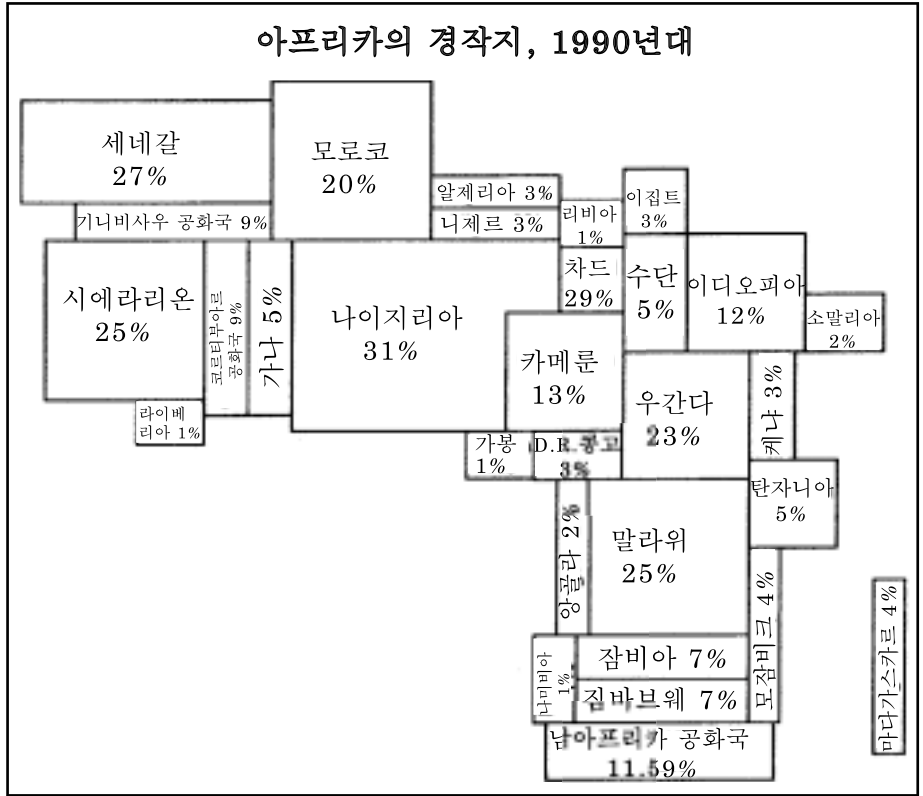 아프리카의 경작지, 1990년대
세네갈
27%
모로코
20%
알제리아 3%
니제르 3%
기니비사우 공화국 9%
리비아
1%
이집트
3%
시에라리온
25%
코르티부아르
공화국 9%
가나 5%
나이지리아
31%
차드
29%
수단
5%
이디오피아
12%
소말리아
2%
카메룬
13%
우간다
23%
케냐 3%
라이베
리아 1%
가봉
1%
D.R.콩고
3%
탄자니아
5%
앙골라 2%
말라위
25%
모잠비크 4%
마다가스카르 4%
나미비아
1%
잠비아 7%
짐바브웨 7%
남아프리카 공화국
11.59%